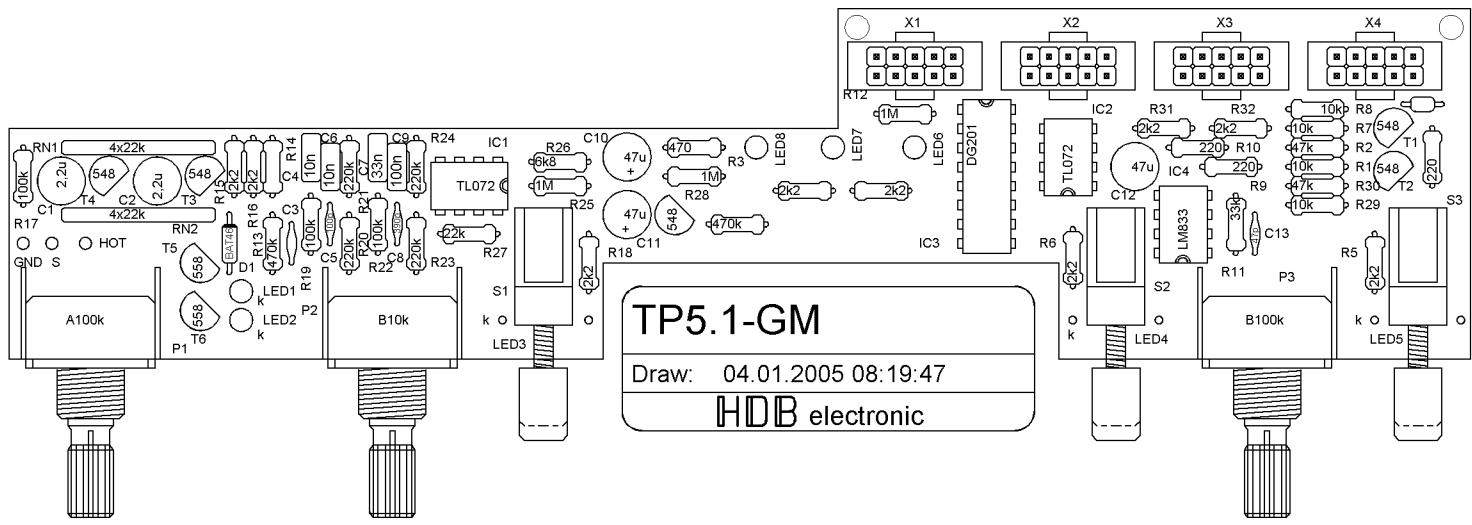 X1
X2
X3
X4
R12
1M
DG201
IC2
TL072
R31
2k2
R32
2k2
10k
R8
10k
R7
47k
R2
10k
R1
47k
R30
10k
R29
548
T1
548
T2
220
220
R10
220
R9
IC4
47u
C12
LM833
33k
R11
47p
C13
P3
B100k
S3
R5
2k2
LED5
k
R6
2k2
S2
LED4
k
IC3
LED8
LED7
LED6
2k2
2k2
RN1
4x22k
100k
2,2u
C1
548
T4
2,2u
C2
548
T3
4x22k
RN2
R17
GND
S
HOT
T5
558
558
T6
BAT46
D1
LED1
k
LED2
k
A100k
P1
R15
2k2
R16
2k2
R14
C4
R13
470k
C3
10n
C6
10n
220k
33n
C7
C9
100n
220k
R24
R21
100k
R19
C5
220k
R20
100k
R22
C8
220k
R23
P2
B10k
IC1
TL072
22k
R27
R26
6k8
1M
R25
C10
47u
+
47u
+
C11
548
470
R3
1M
R28
470k
R18
2k2
S1
k
LED3
TP5.1-GM
Draw: 04.01.2005 08:19:47
HDB electronic